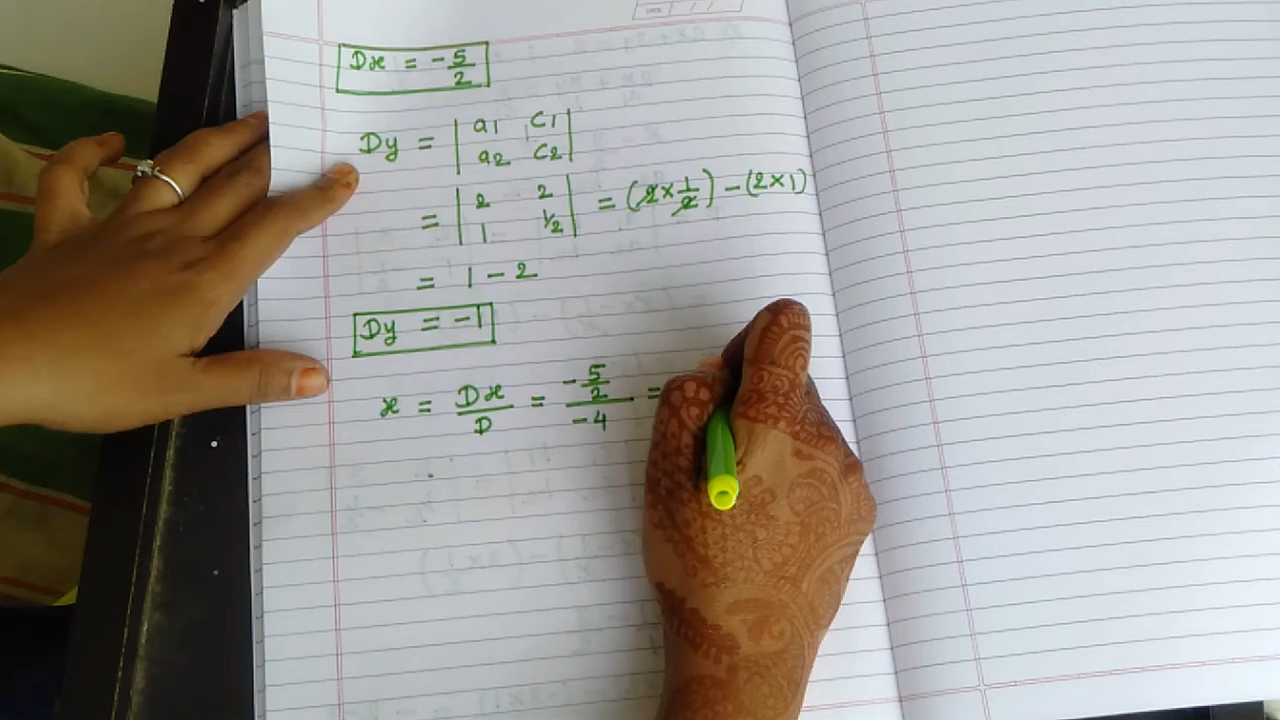 Dx = -5/2
Dy = | a1 c1 |
| a2 c2 |
= | 2 2 | = (2 × 1/2) - (2 × 1)
| 1 1/2 |
= 1 - 2
Dy = -1
x = Dx/D = (-5/2)/(-4) =